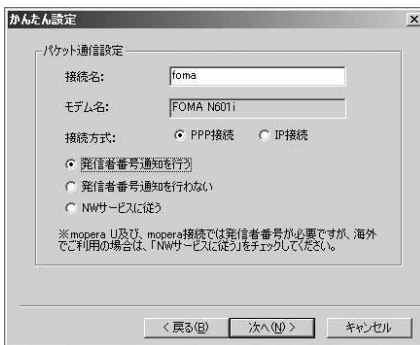 かんたん設定
パケット通信設定
接続名: foma
モデム名: FOMA N601i
接続方式: PPP接続 IP接続
発信者番号通知を行う
発信者番号通知を行わない
NWサービスに従う
※mopera U及び、mopera接続では発信者番号が必要ですが、海外
でご利用の場合は、「NWサービスに従う」をチェックしてください。
< 戻る(B) 次へ(N) > キャンセル